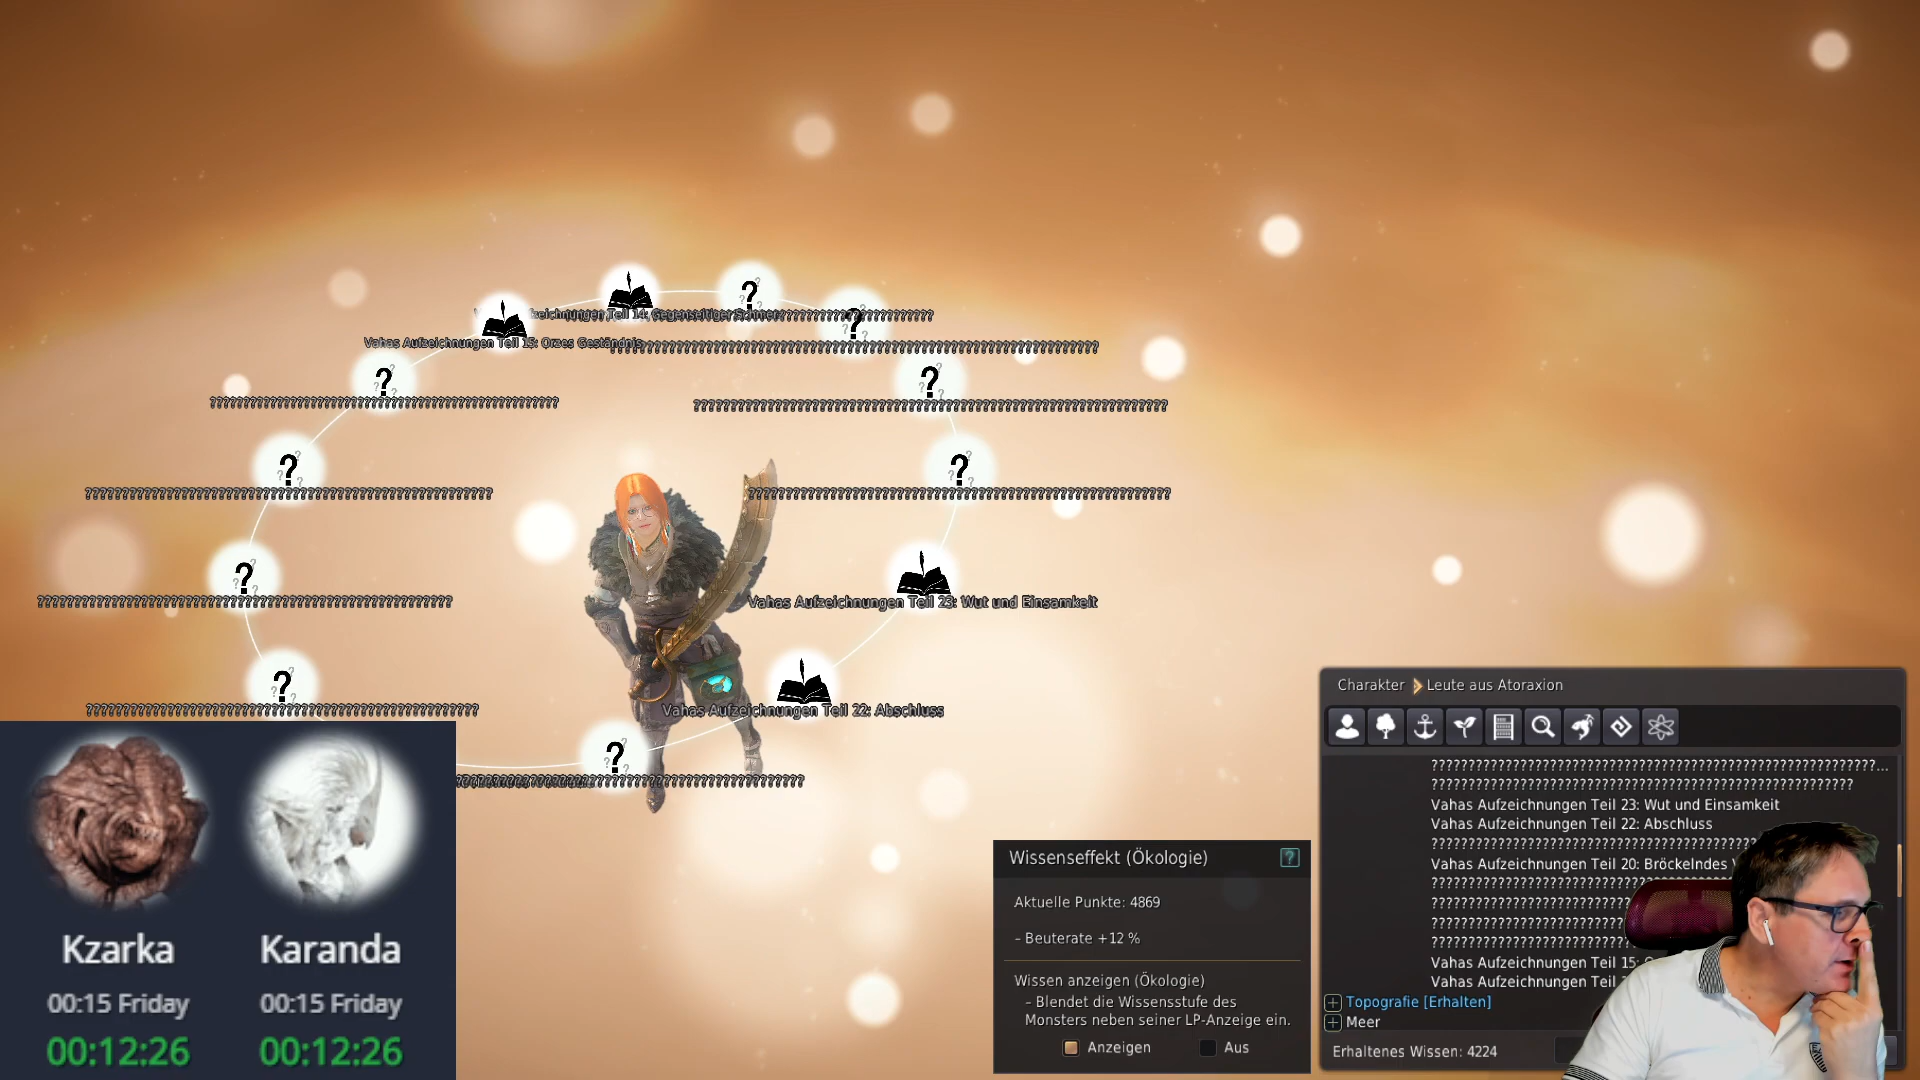 zeichnungen Teil 14: Gegenseitiger
Vahas Aufzeichnungen Teil 15: Orzes Geständnis
Vahas Aufzeichnungen Teil 23: Wut und Einsamkeit
Vahas Aufzeichnungen Teil 22: Abschluss
Kzarka
Karanda
00:15 Friday
00:15 Friday
00:12:26
00:12:26
Wissenseffekt (Ökologie)
?
Aktuelle Punkte: 4869
– Beuterate +12 %
Wissen anzeigen (Ökologie)
– Blendet die Wissensstufe des
Monsters neben seiner LP-Anzeige ein.
Anzeigen
Aus
Charakter
Leute aus Atoraxion
Vahas Aufzeichnungen Teil 23: Wut und Einsamkeit
Vahas Aufzeichnungen Teil 22: Abschluss
Vahas Aufzeichnungen Teil 20: Bröckelndes
Vahas Aufzeichnungen Teil 15:
Vahas Aufzeichnungen Teil
Topografie [Erhalten]
Meer
Erhaltenes Wissen: 4224